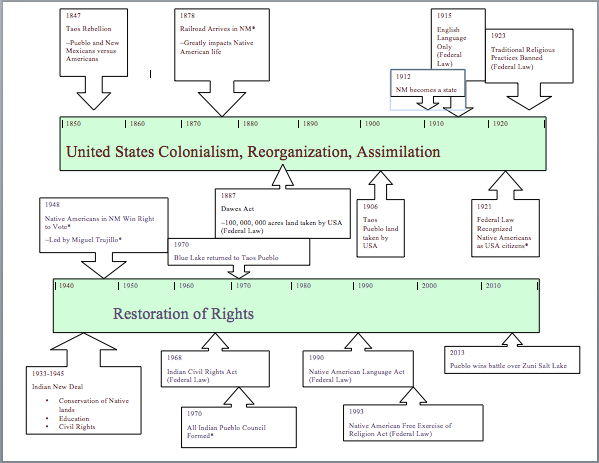 1847
Taos Rebellion
~Pueblo and New
Mexicans versus
Americans
1878
Railroad Arrives in NM*
~Greatly impacts Native
American life
1915
English
Language
Only
(Federal
Law)
1923
Traditional Religious
Practices Banned
(Federal Law)
1912
NM becomes a state
1850
1860
1870
1880
1890
1900
1910
1920
United States Colonialism, Reorganization, Assimilation
1887
Dawes Act
~100, 000, 000 acres land taken by USA
(Federal Law)
1906
Taos
Pueblo land
taken by
USA
1921
Federal Law
Recognized
Native Americans
as USA citizens*
1948
Native Americans in NM Win Right
to Vote*
~Led by Miguel Trujillo*
1970
Blue Lake returned to Taos Pueblo
1940
1950
1960
1970
1980
1990
2000
2010
Restoration of Rights
1933-1945
Indian New Deal
• Conservation of Native
lands
• Education
• Civil Rights
1968
Indian Civil Rights Act
(Federal Law)
1970
All Indian Pueblo Council
Formed*
1990
Native American Language Act
(Federal Law)
1993
Native American Free Exercise of
Religion Act (Federal Law)
2013
Pueblo wins battle over Zuni Salt Lake